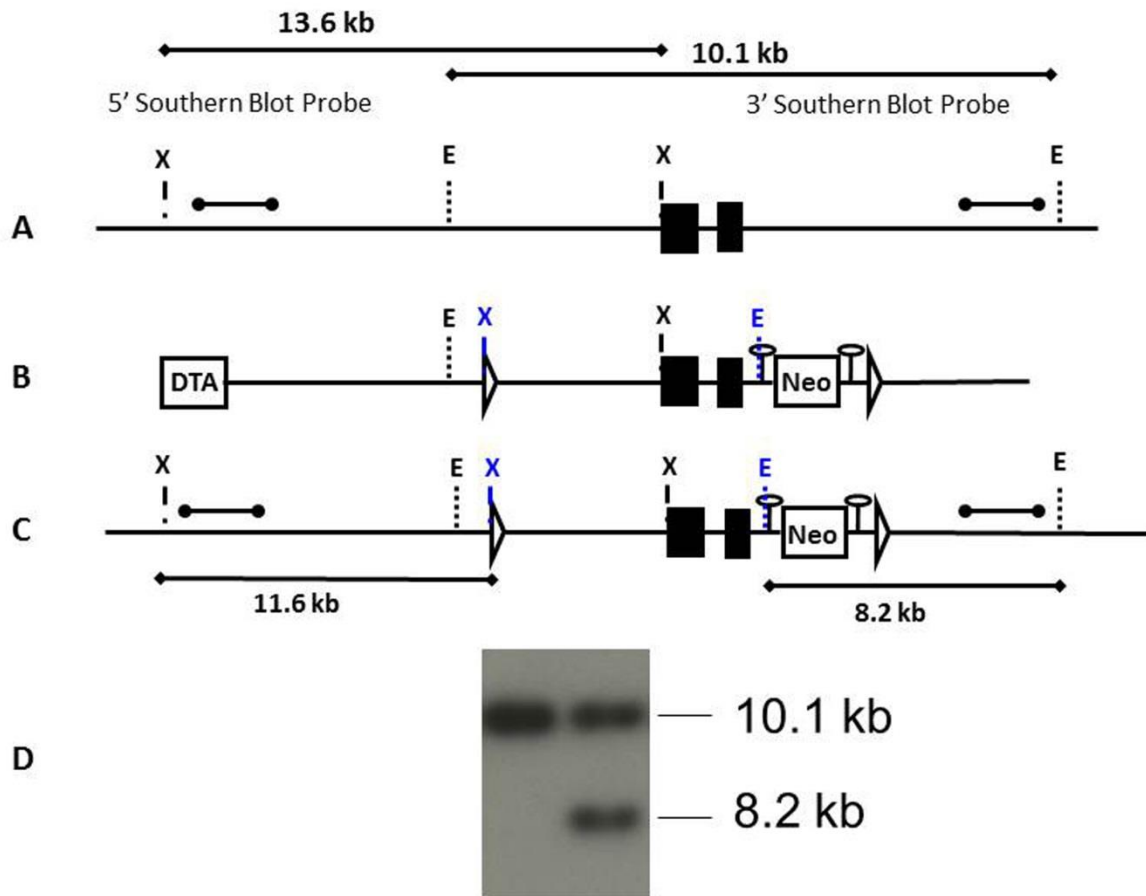 13.6 kb
10.1 kb
5’ Southern Blot Probe 3’ Southern Blot Probe
X E X E
A
E X X E
B DTA Neo
X E X X E E
C Neo
11.6 kb 8.2 kb
10.1 kb
D
8.2 kb